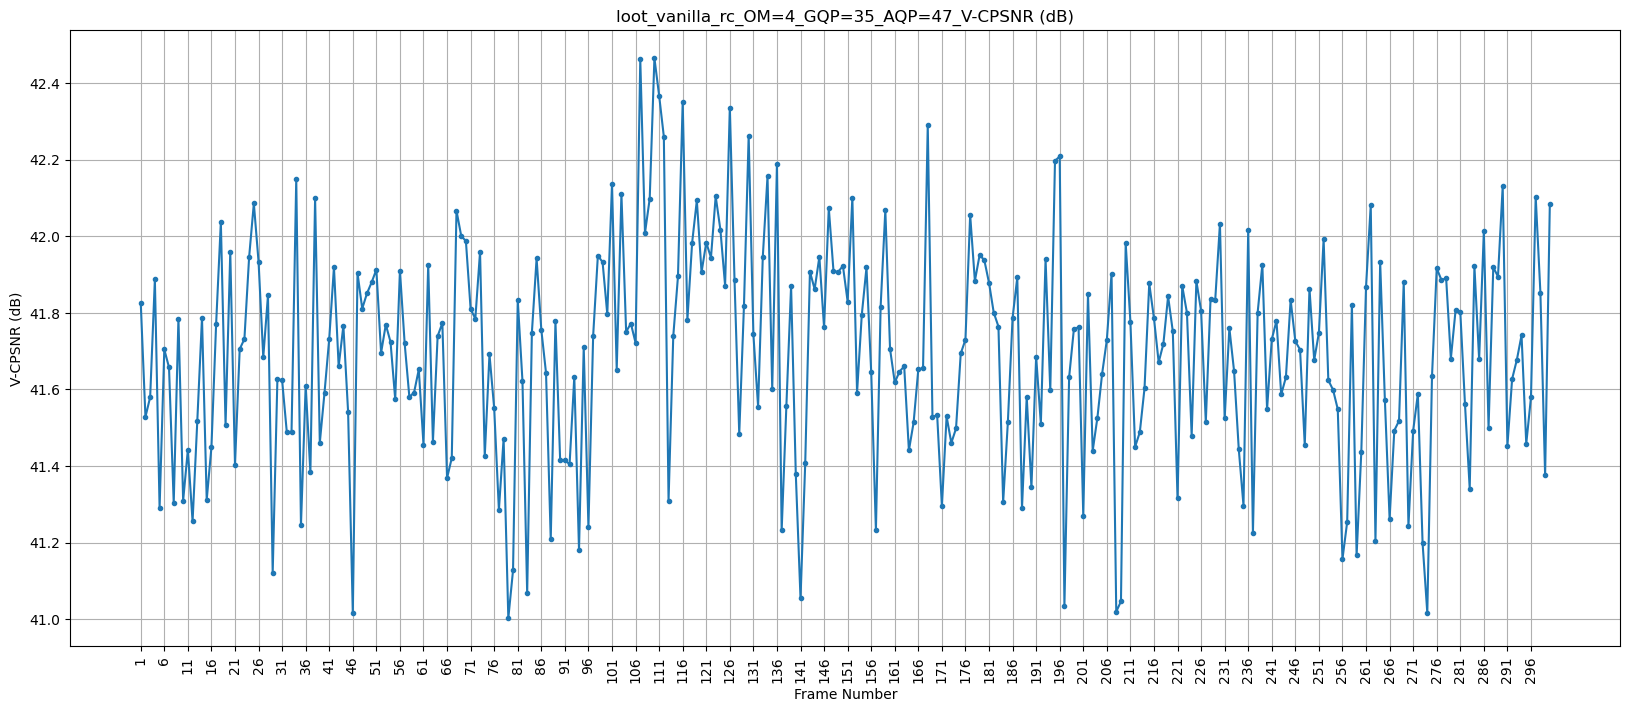 loot_vanilla_rc_OM=4_GQP=35_AQP=47_V-CPSNR (dB)
V-CPSNR (dB)
42.4
42.2
42.0
41.8
41.6
41.4
41.2
41.0
1 6 11 16 21 26 31 36 41 46 51 56 61 66 71 76 81 86 91 96 101 106 111 116 121 126 131 136 141 146 151 156 161 166 171 176 181 186 191 196 201 206 211 216 221 226 231 236 241 246 251 256 261 266 271 276 281 286 291 296
Frame Number